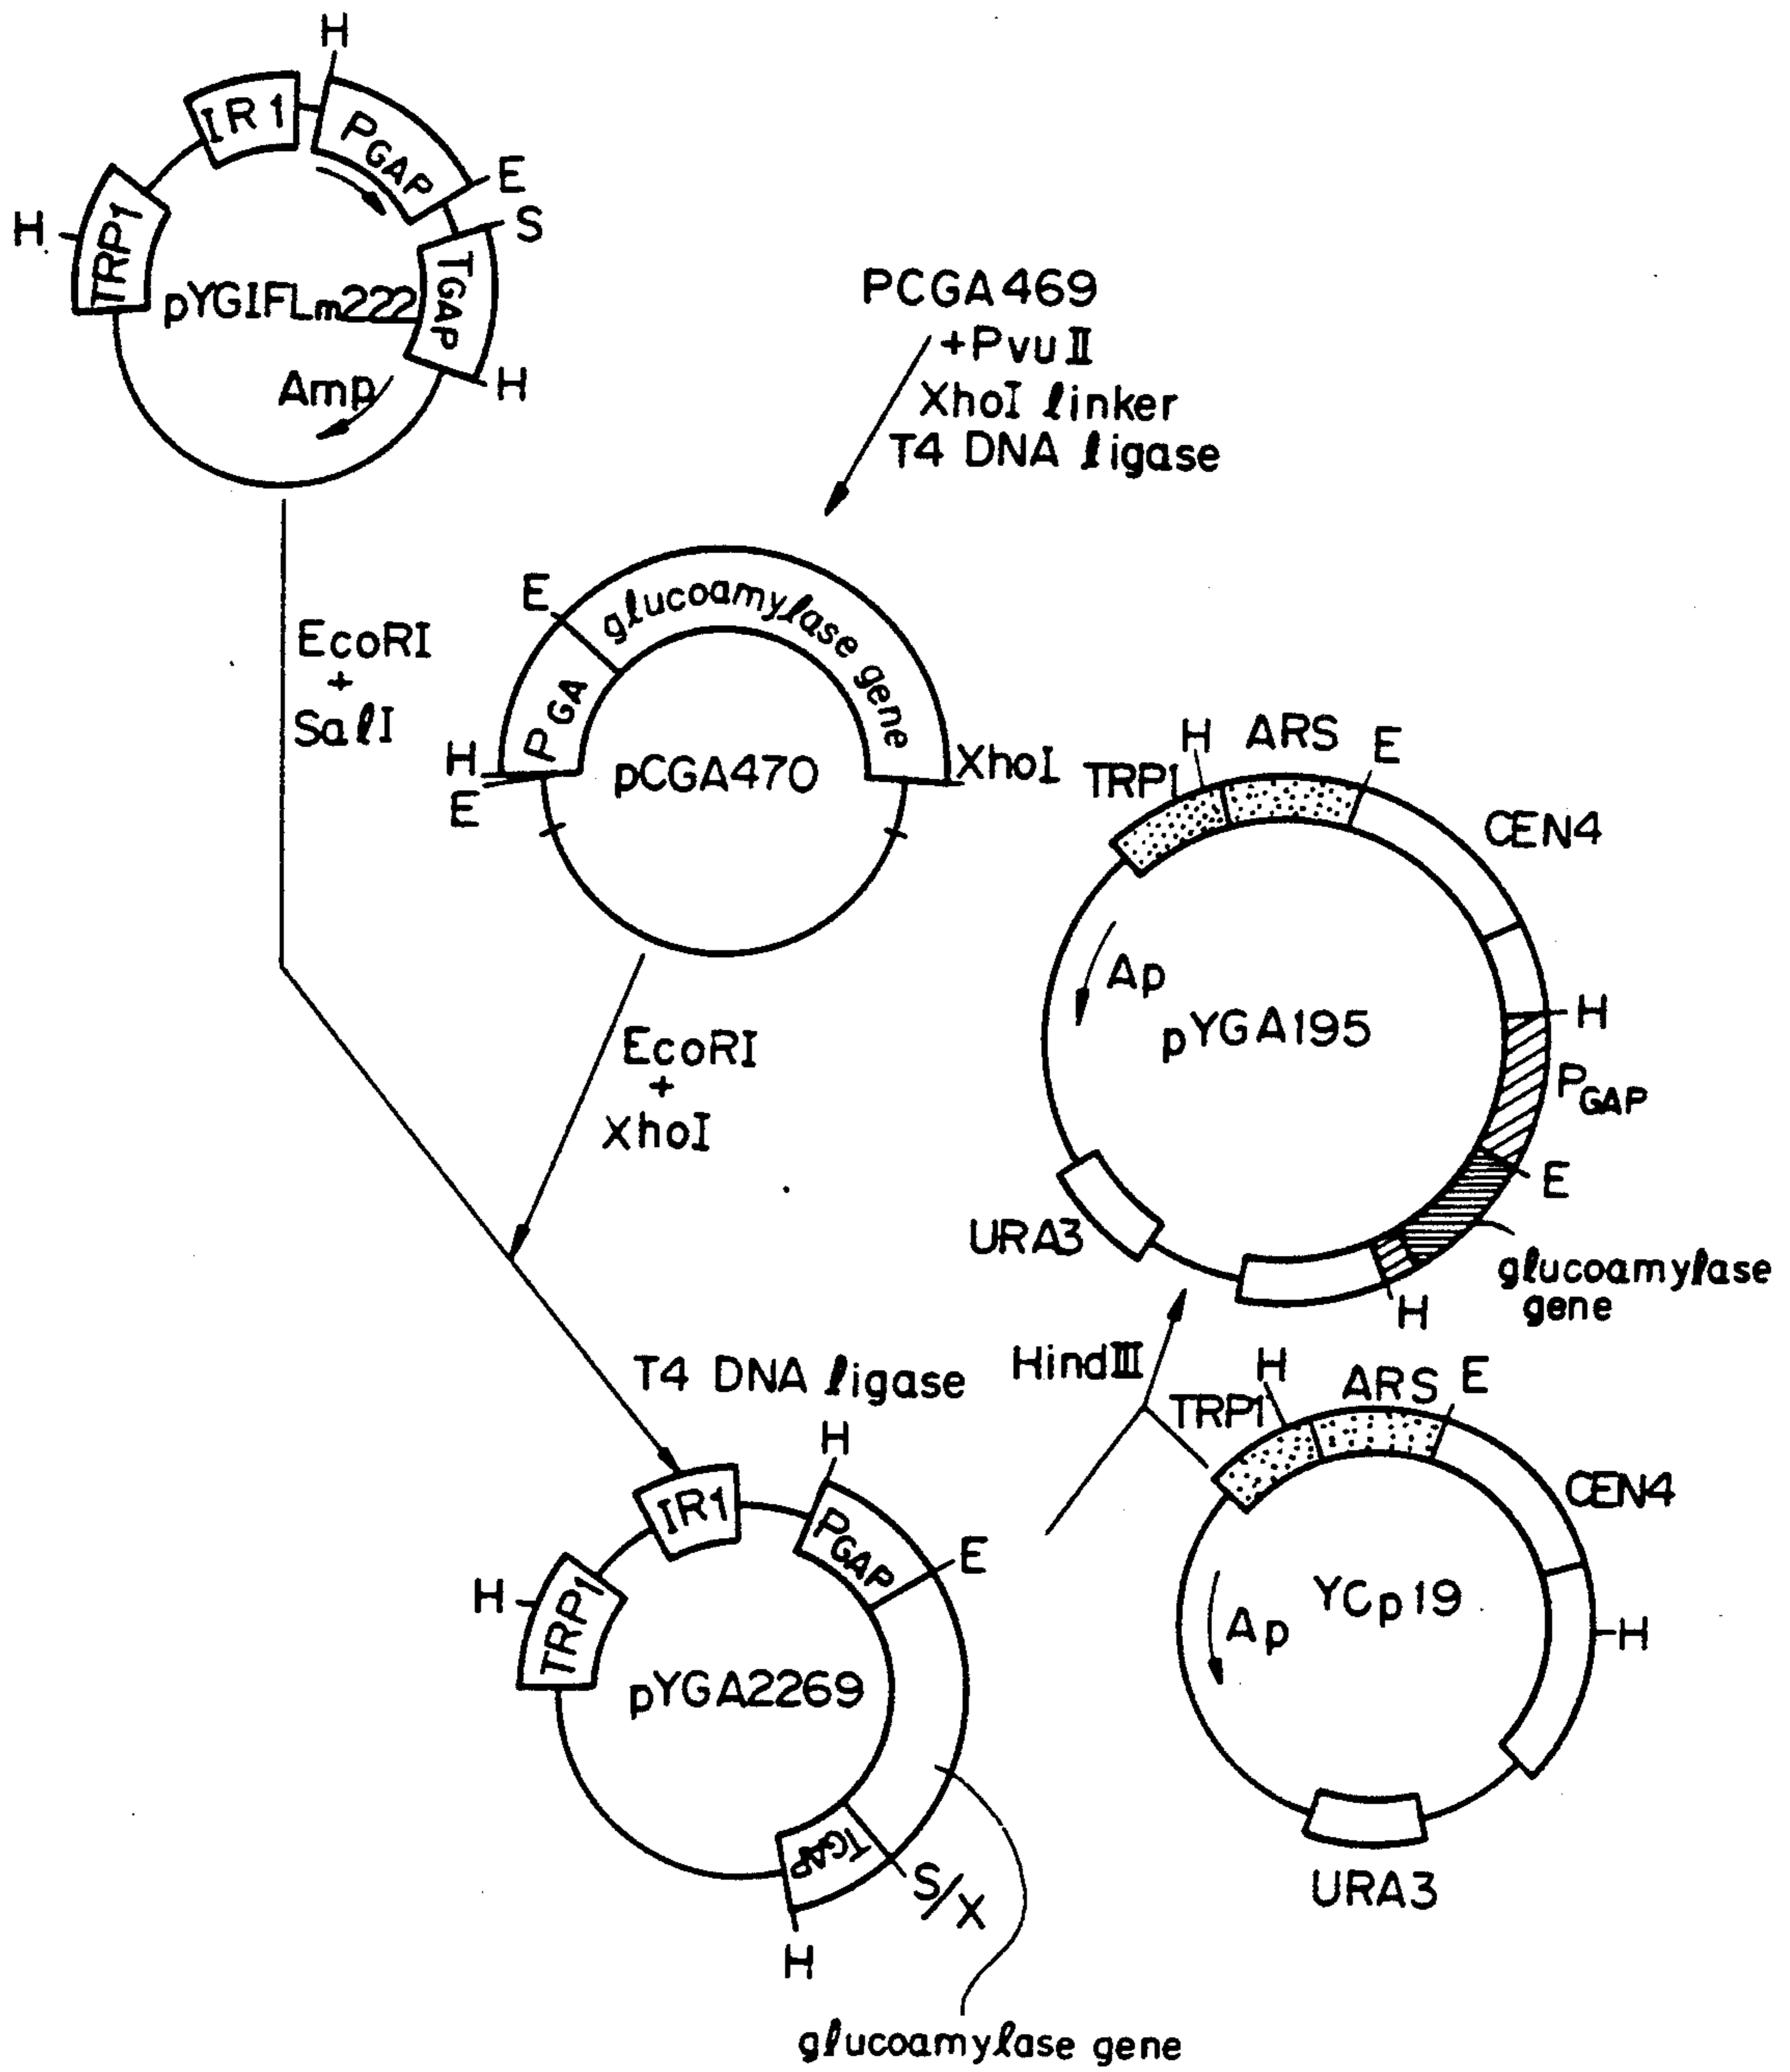 H
IR1
PGAP
E
S
TRP1
H
pYGIFLm222
TGAP
H
Amp
PCGA469
+PvuII
XhoI linker
T4 DNA ligase
EcoRI
+
SalI
E
glucoamylase gene
PGA
H
E
pCGA470
XhoI
EcoRI
+
XhoI
H
ARS
E
TRP1
CEN4
Ap
pYGA195
H
PGAP
E
glucoamylase
gene
H
URA3
T4 DNA ligase
HindIII
H
ARS
E
TRP1
CEN4
YCp19
Ap
H
URA3
H
IR1
PGAP
E
H
TRP1
pYGA2269
TGAP
S/X
H
glucoamylase gene